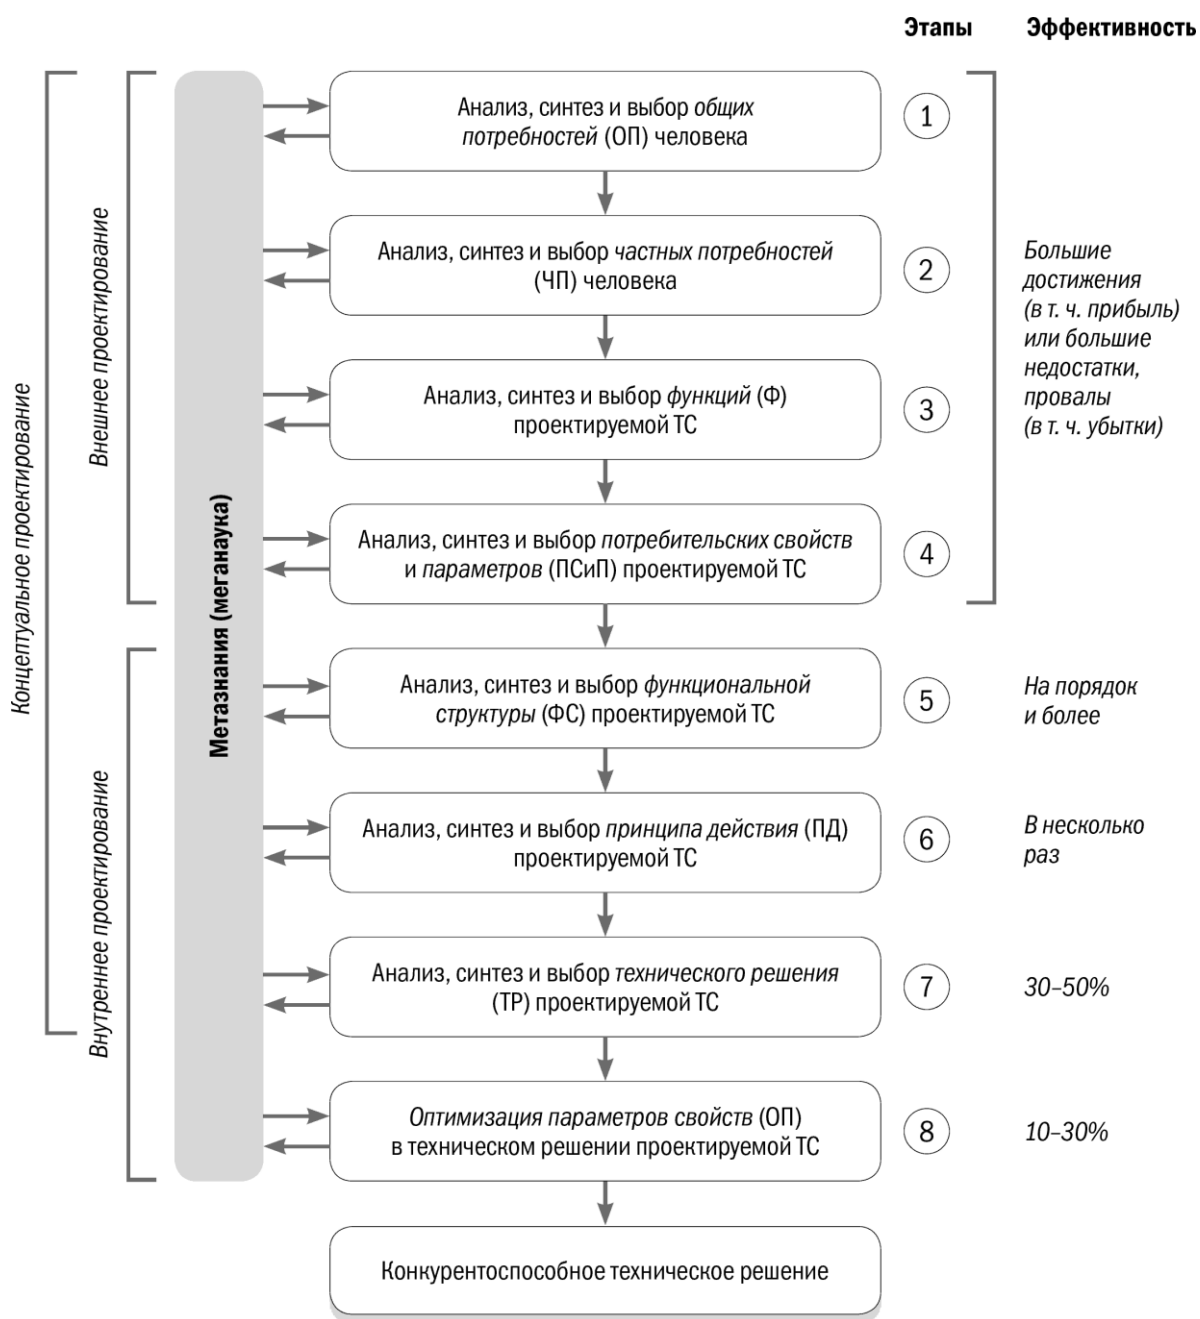 Этапы Эффективность
Концептуальное проектирование
Внешнее проектирование
Внутреннее проектирование
Метазнания (меганаука)
Анализ, синтез и выбор общих
потребностей (ОП) человека
1
Анализ, синтез и выбор частных потребностей
(ЧП) человека
2
Анализ, синтез и выбор функций (Ф)
проектируемой ТС
3
Анализ, синтез и выбор потребительских свойств
и параметров (ПСиП) проектируемой ТС
4
Большие
достижения
(в т. ч. прибыль)
или большие
недостатки,
провалы
(в т. ч. убытки)
Анализ, синтез и выбор функциональной
структуры (ФС) проектируемой ТС
5
На порядок
и более
Анализ, синтез и выбор принципа действия (ПД)
проектируемой ТС
6
В несколько
раз
Анализ, синтез и выбор технического решения
(ТР) проектируемой ТС
7
30–50%
Оптимизация параметров свойств (ОП)
в техническом решении проектируемой ТС
8
10–30%
Конкурентоспособное техническое решение